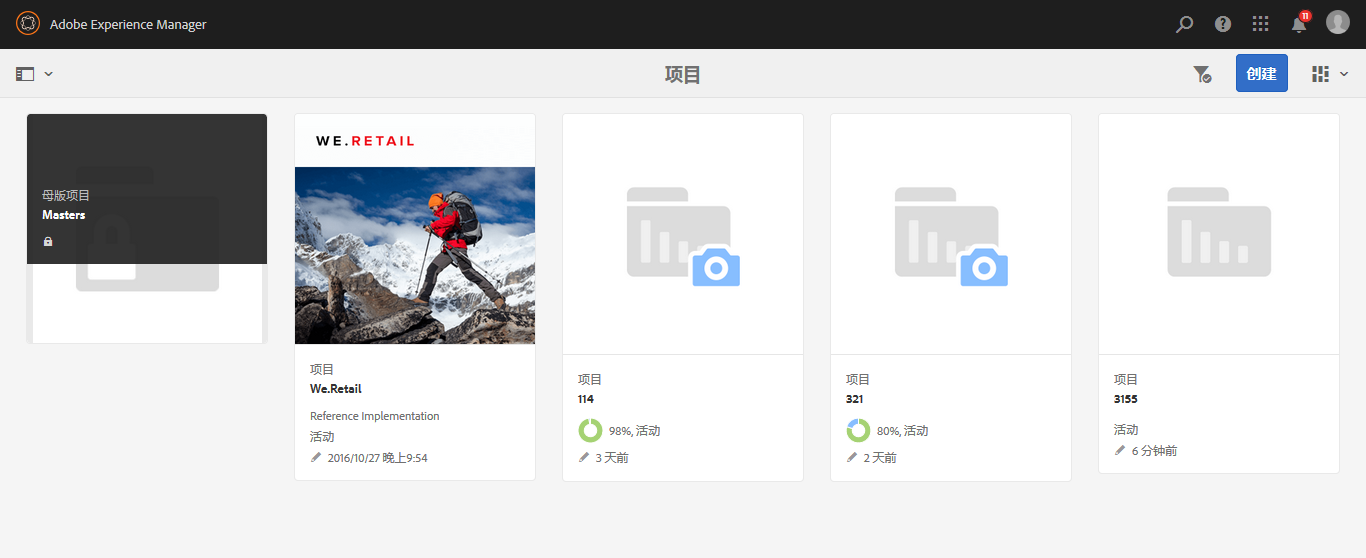 Adobe Experience Manager
11
项目
创建
母版项目
Masters
WE.RETAIL
项目
We.Retail
Reference Implementation
活动
2016/10/27 晚上9:54
项目
114
98%, 活动
3 天前
项目
321
80%, 活动
2 天前
项目
3155
活动
6 分钟前